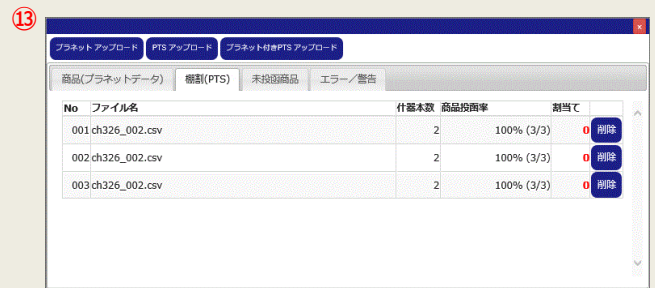 ⑬
×
プラネット アップロード PTS アップロード プラネット付きPTS アップロード
商品(プラネットデータ) 棚割(PTS) 未投函商品 エラー／警告
No ファイル名 什器本数 商品投函率 割当て
001 ch326_002.csv 2 100% (3/3) 0 削除
002 ch326_002.csv 2 100% (3/3) 0 削除
003 ch326_002.csv 2 100% (3/3) 0 削除